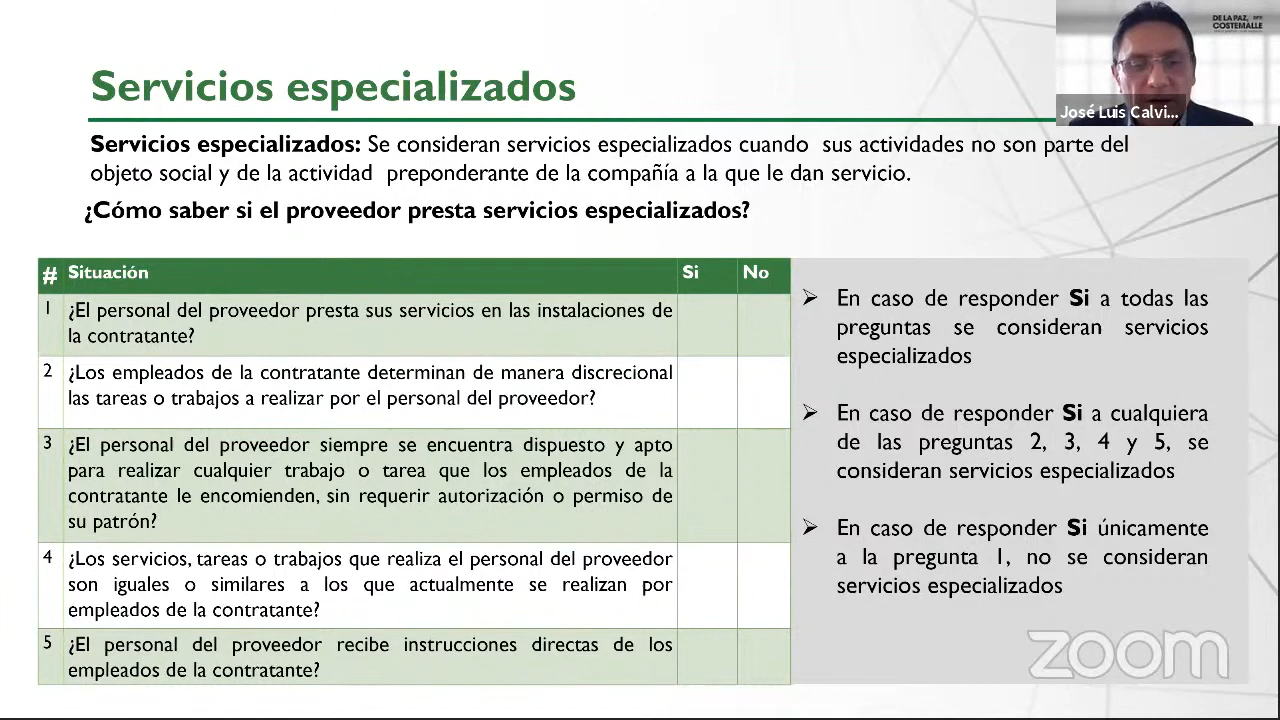 DE LA PAZ,
COSTEMALLE
José Luis Calvi...
Servicios especializados
Servicios especializados: Se consideran servicios especializados cuando sus actividades no son parte del
objeto social y de la actividad preponderante de la compañía a la que le dan servicio.
¿Cómo saber si el proveedor presta servicios especializados?
# Situación Si No
1 ¿El personal del proveedor presta sus servicios en las instalaciones de
la contratante?
2 ¿Los empleados de la contratante determinan de manera discrecional
las tareas o trabajos a realizar por el personal del proveedor?
3 ¿El personal del proveedor siempre se encuentra dispuesto y apto
para realizar cualquier trabajo o tarea que los empleados de la
contratante le encomienden, sin requerir autorización o permiso de
su patrón?
4 ¿Los servicios, tareas o trabajos que realiza el personal del proveedor
son iguales o similares a los que actualmente se realizan por
empleados de la contratante?
5 ¿El personal del proveedor recibe instrucciones directas de los
empleados de la contratante?
En caso de responder Si a todas las
preguntas se consideran servicios
especializados
En caso de responder Si a cualquiera
de las preguntas 2, 3, 4 y 5, se
consideran servicios especializados
En caso de responder Si únicamente
a la pregunta 1, no se consideran
servicios especializados
zoom